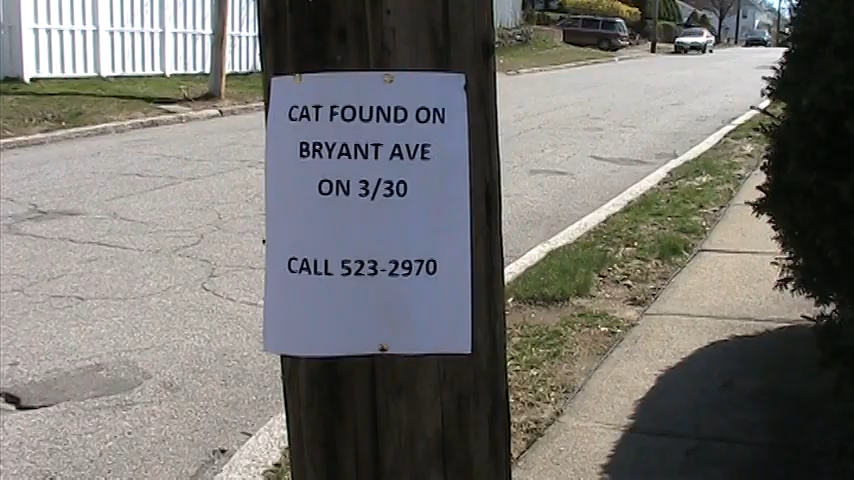 CAT FOUND ON
BRYANT AVE
ON 3/30
CALL 523-2970